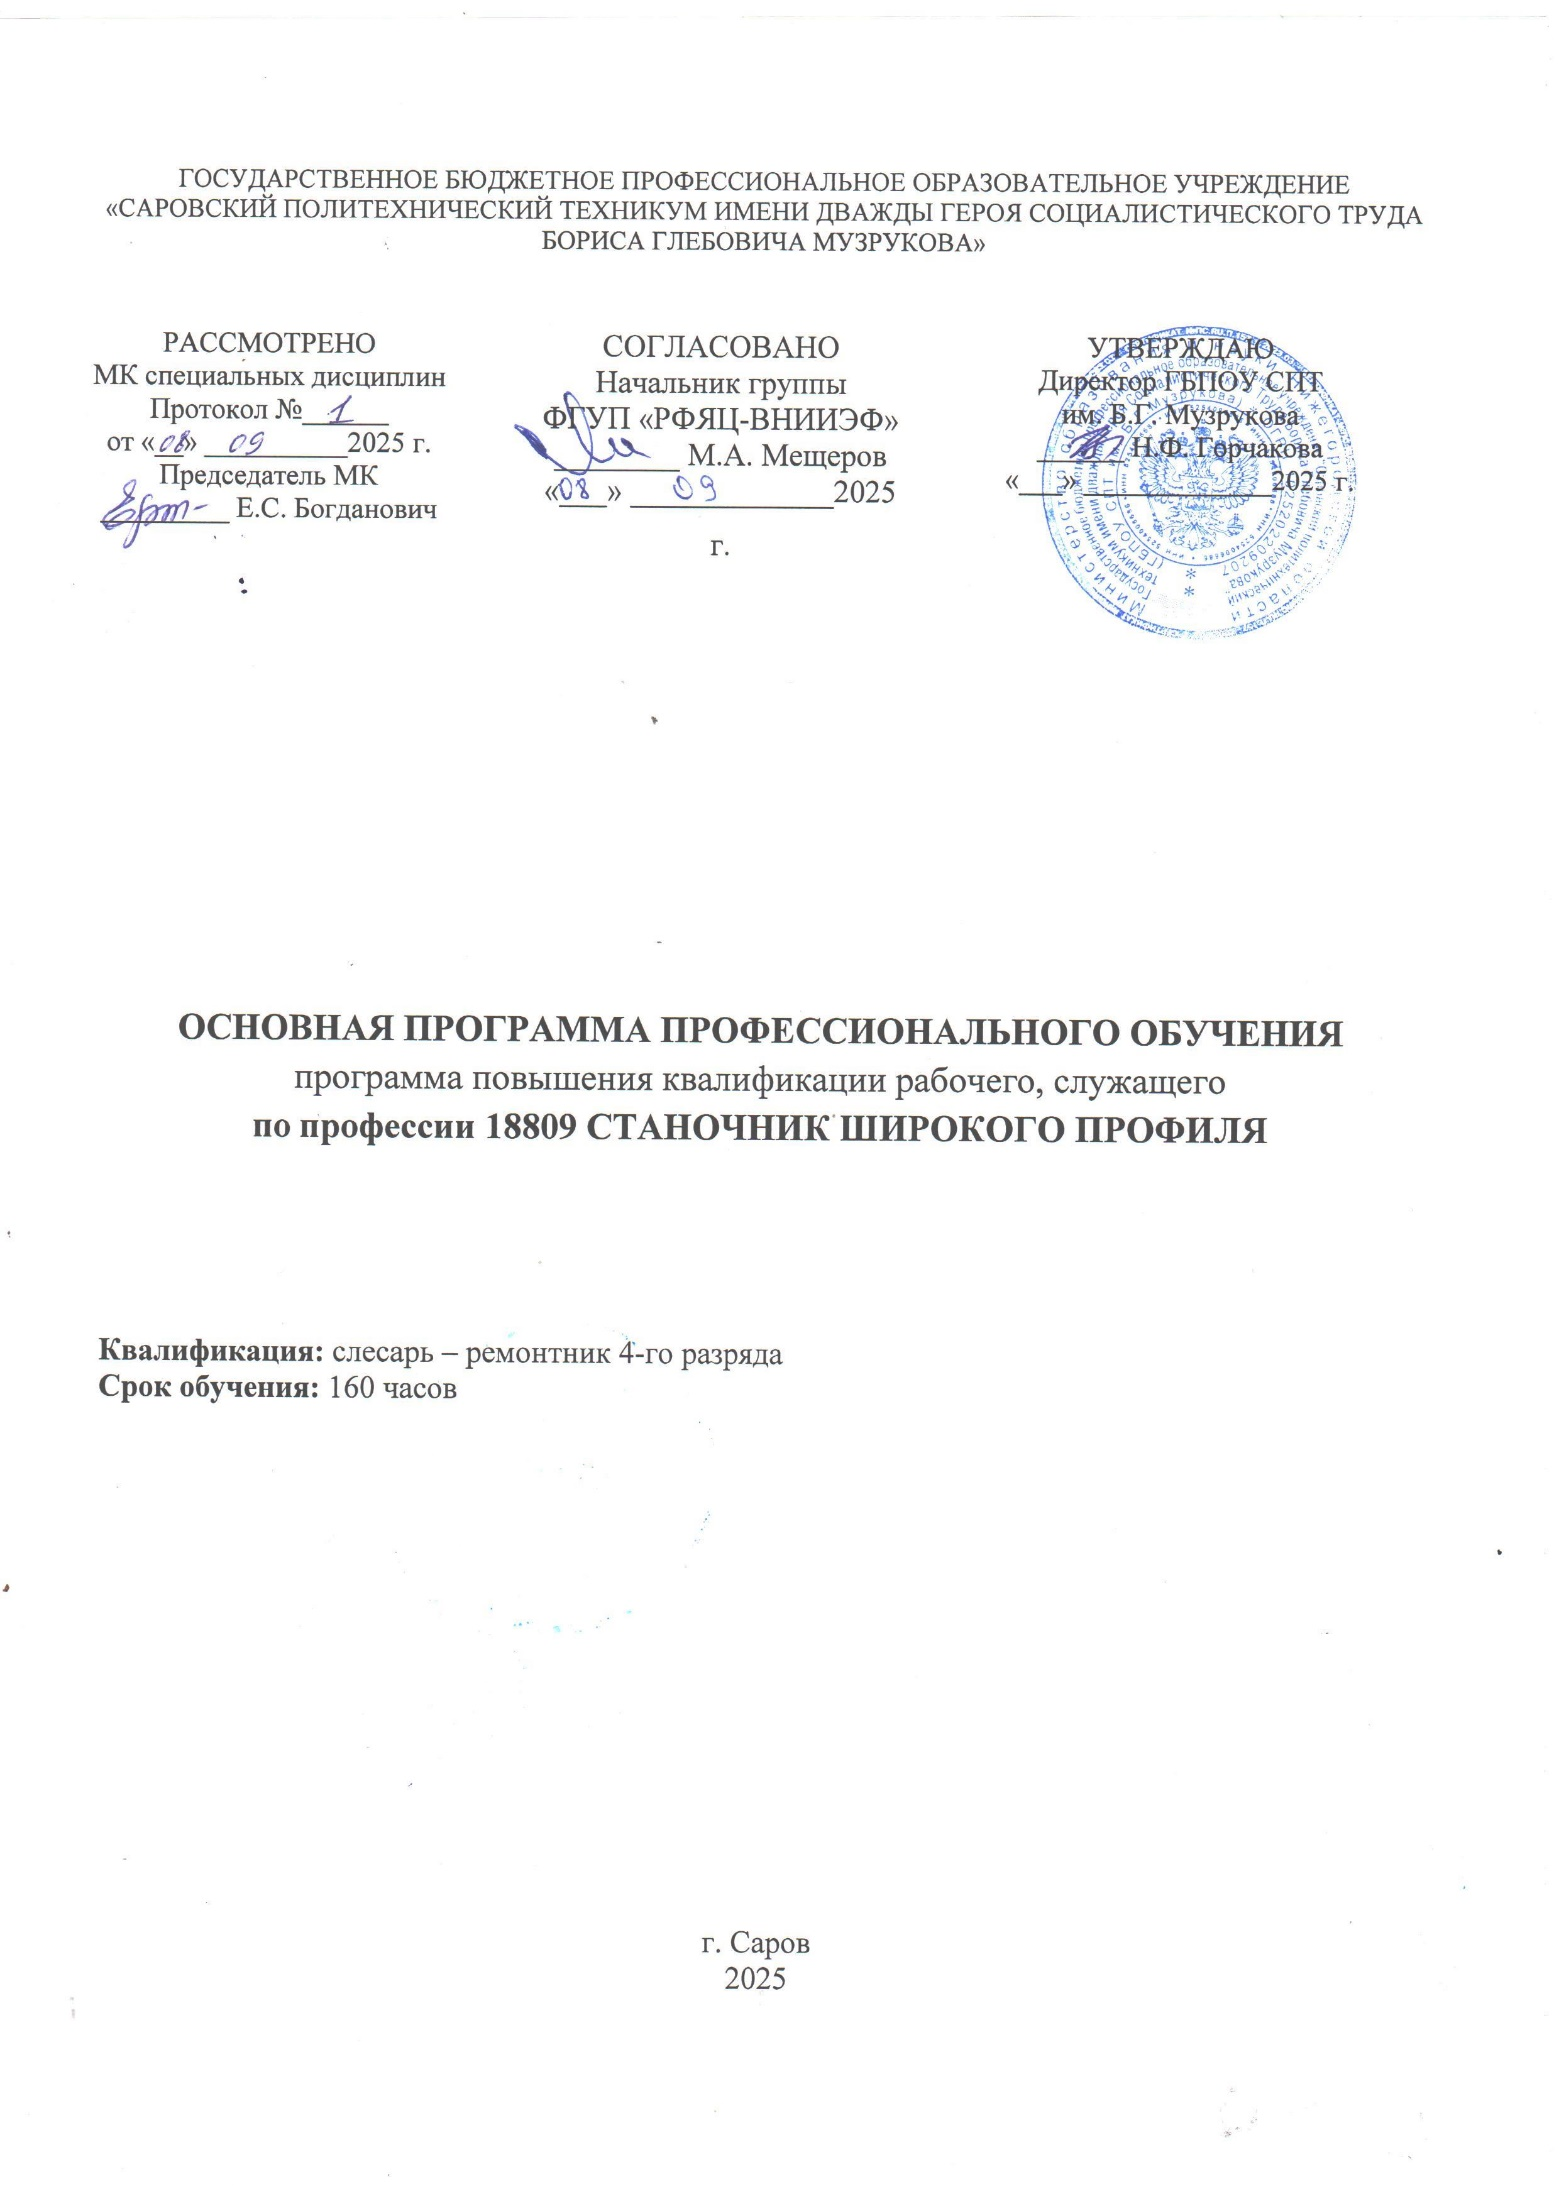 ГОСУДАРСТВЕННОЕ БЮДЖЕТНОЕ ПРОФЕССИОНАЛЬНОЕ ОБРАЗОВАТЕЛЬНОЕ УЧРЕЖДЕНИЕ
«САРОВСКИЙ ПОЛИТЕХНИЧЕСКИЙ ТЕХНИКУМ ИМЕНИ ДВАЖДЫ ГЕРОЯ СОЦИАЛИСТИЧЕСКОГО ТРУДА
БОРИСА ГЛЕБОВИЧА МУЗРУКОВА»
РАССМОТРЕНО
МК специальных дисциплин
Протокол № 1
от «08» 09 2025 г.
Председатель МК
Е.С. Богданович
СОГЛАСОВАНО
Начальник группы
ФГУП «РФЯЦ-ВНИИЭФ»
М.А. Мещеров
«08» 09 2025
г.
УТВЕРЖДАЮ
Директор ГБПОУ СПТ
им. Б.Г. Музрукова
Н.Ф. Горчакова
«___» ____________2025 г.
ОСНОВНАЯ ПРОГРАММА ПРОФЕССИОНАЛЬНОГО ОБУЧЕНИЯ
программа повышения квалификации рабочего, служащего
по профессии 18809 СТАНОЧНИК ШИРОКОГО ПРОФИЛЯ
Квалификация: слесарь – ремонтник 4-го разряда
Срок обучения: 160 часов
г. Саров
2025